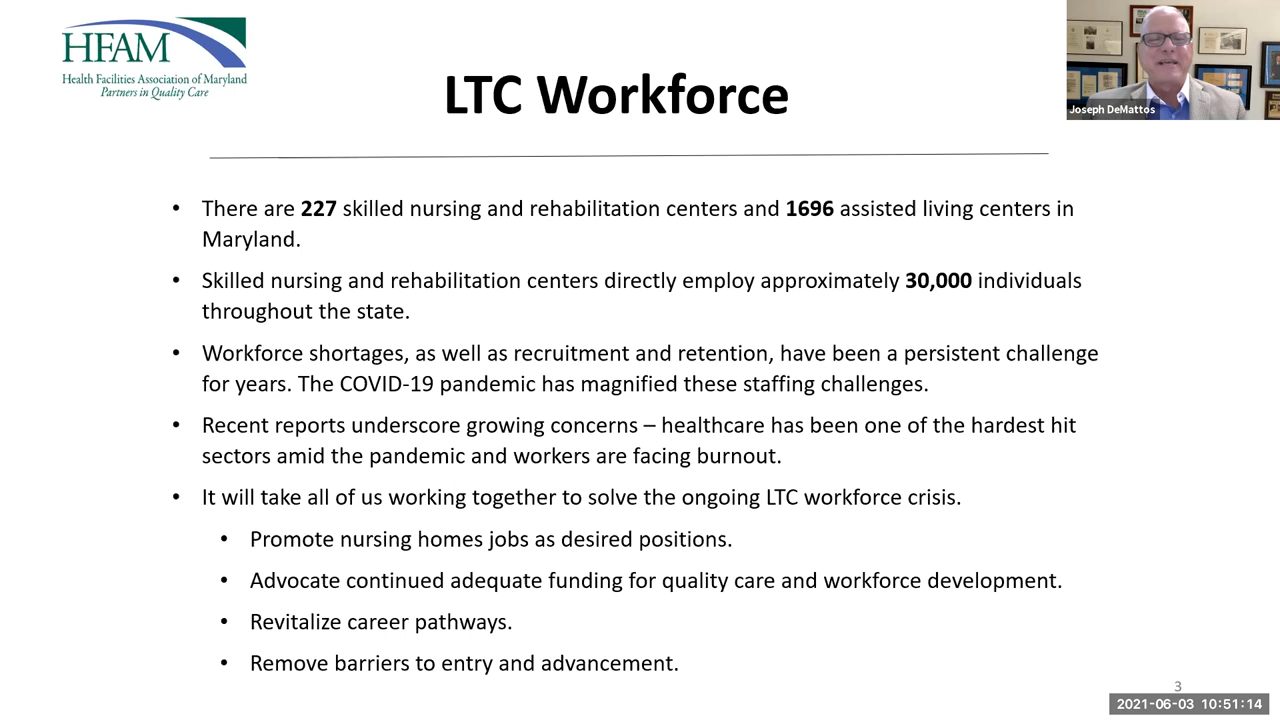 HFAM
Health Facilities Association of Maryland
Partners in Quality Care
LTC Workforce
Joseph DeMattos
• There are 227 skilled nursing and rehabilitation centers and 1696 assisted living centers in
Maryland.
• Skilled nursing and rehabilitation centers directly employ approximately 30,000 individuals
throughout the state.
• Workforce shortages, as well as recruitment and retention, have been a persistent challenge
for years. The COVID-19 pandemic has magnified these staffing challenges.
• Recent reports underscore growing concerns – healthcare has been one of the hardest hit
sectors amid the pandemic and workers are facing burnout.
• It will take all of us working together to solve the ongoing LTC workforce crisis.
• Promote nursing homes jobs as desired positions.
• Advocate continued adequate funding for quality care and workforce development.
• Revitalize career pathways.
• Remove barriers to entry and advancement.
3
2021-06-03 10:51:14